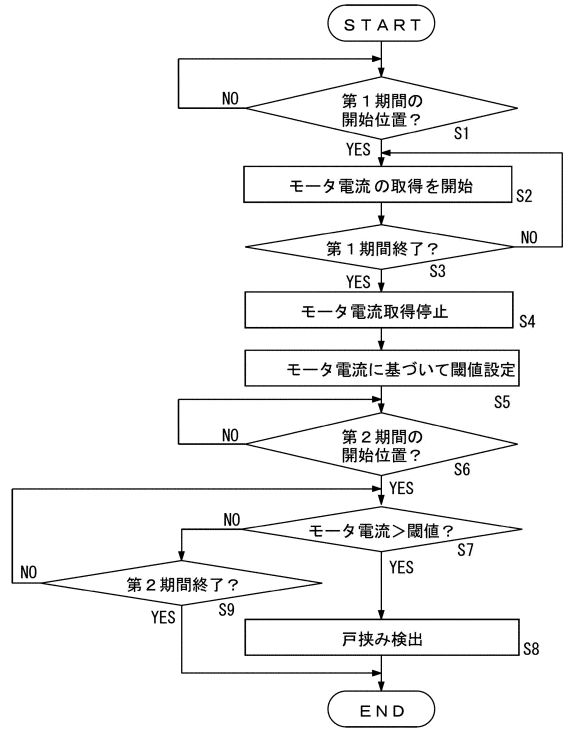 START
NO
第1期間の
開始位置?
S1
YES
モータ電流の取得を開始
S2
第1期間終了?
NO
S3
YES
モータ電流取得停止
S4
モータ電流に基づいて閾値設定
S5
第2期間の
開始位置?
NO
S6
YES
NO
モータ電流>閾値?
S7
YES
NO
第2期間終了?
S9
YES
戸挟み検出
S8
END